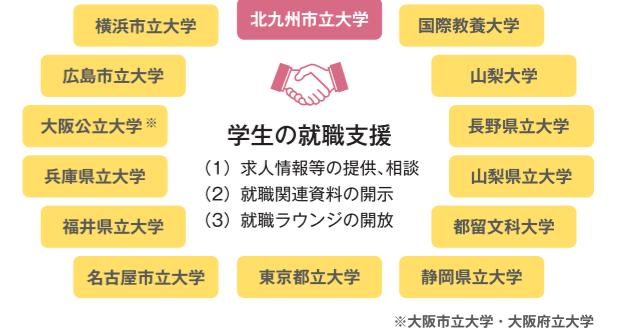 北九州市立大学
横浜市立大学
国際教養大学
広島市立大学
山梨大学
大阪公立大学※
長野県立大学
兵庫県立大学
山梨県立大学
福井県立大学
都留文科大学
名古屋市立大学
東京都立大学
静岡県立大学
学生の就職支援
（1）求人情報等の提供、相談
（2）就職関連資料の開示
（3）就職ラウンジの開放
※大阪市立大学・大阪府立大学